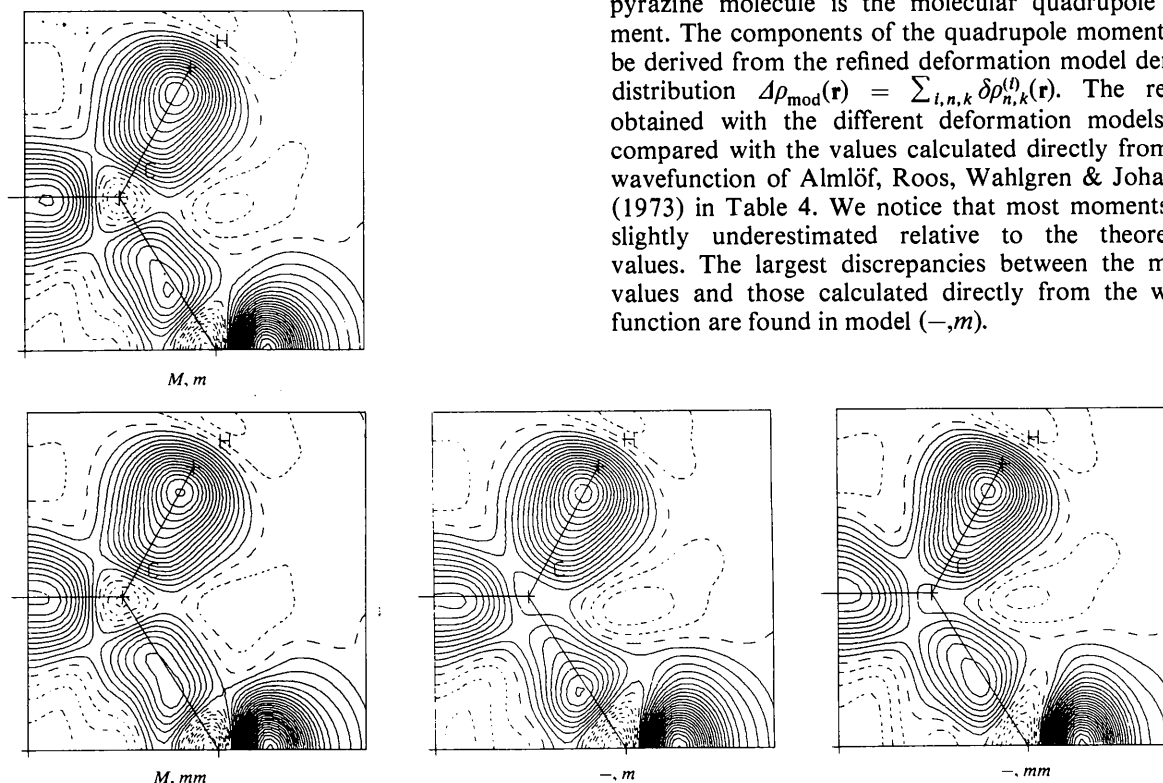 pyrazine molecule is the molecular quadrupole
ment. The components of the quadrupole moment
be derived from the refined deformation model der
distribution Δρ_mod(r) = ∑_i,n,k δρ^(i)_n,k(r). The re
obtained with the different deformation models
compared with the values calculated directly from
wavefunction of Almlöf, Roos, Wahlgren & Joha
(1973) in Table 4. We notice that most moments
slightly underestimated relative to the theore
values. The largest discrepancies between the m
values and those calculated directly from the w
function are found in model (−,m).
H
C
M, m
H
C
M, mm
H
C
−, m
H
C
−, mm